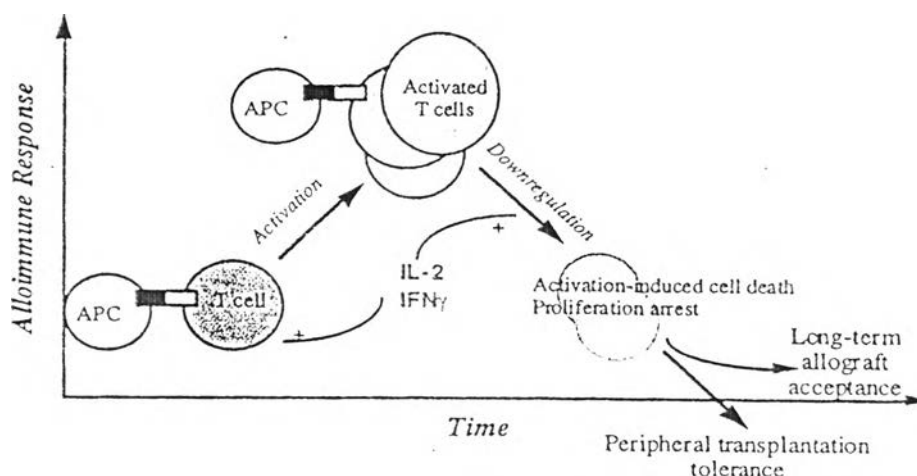 Alloimmune Response
APC
Activated
T cells
Activation
Downregulation
+
IL-2
IFNγ
APC
T cell
+
Activation-induced cell death
Proliferation arrest
Long-term
allograft
acceptance
Time
Peripheral transplantation
tolerance